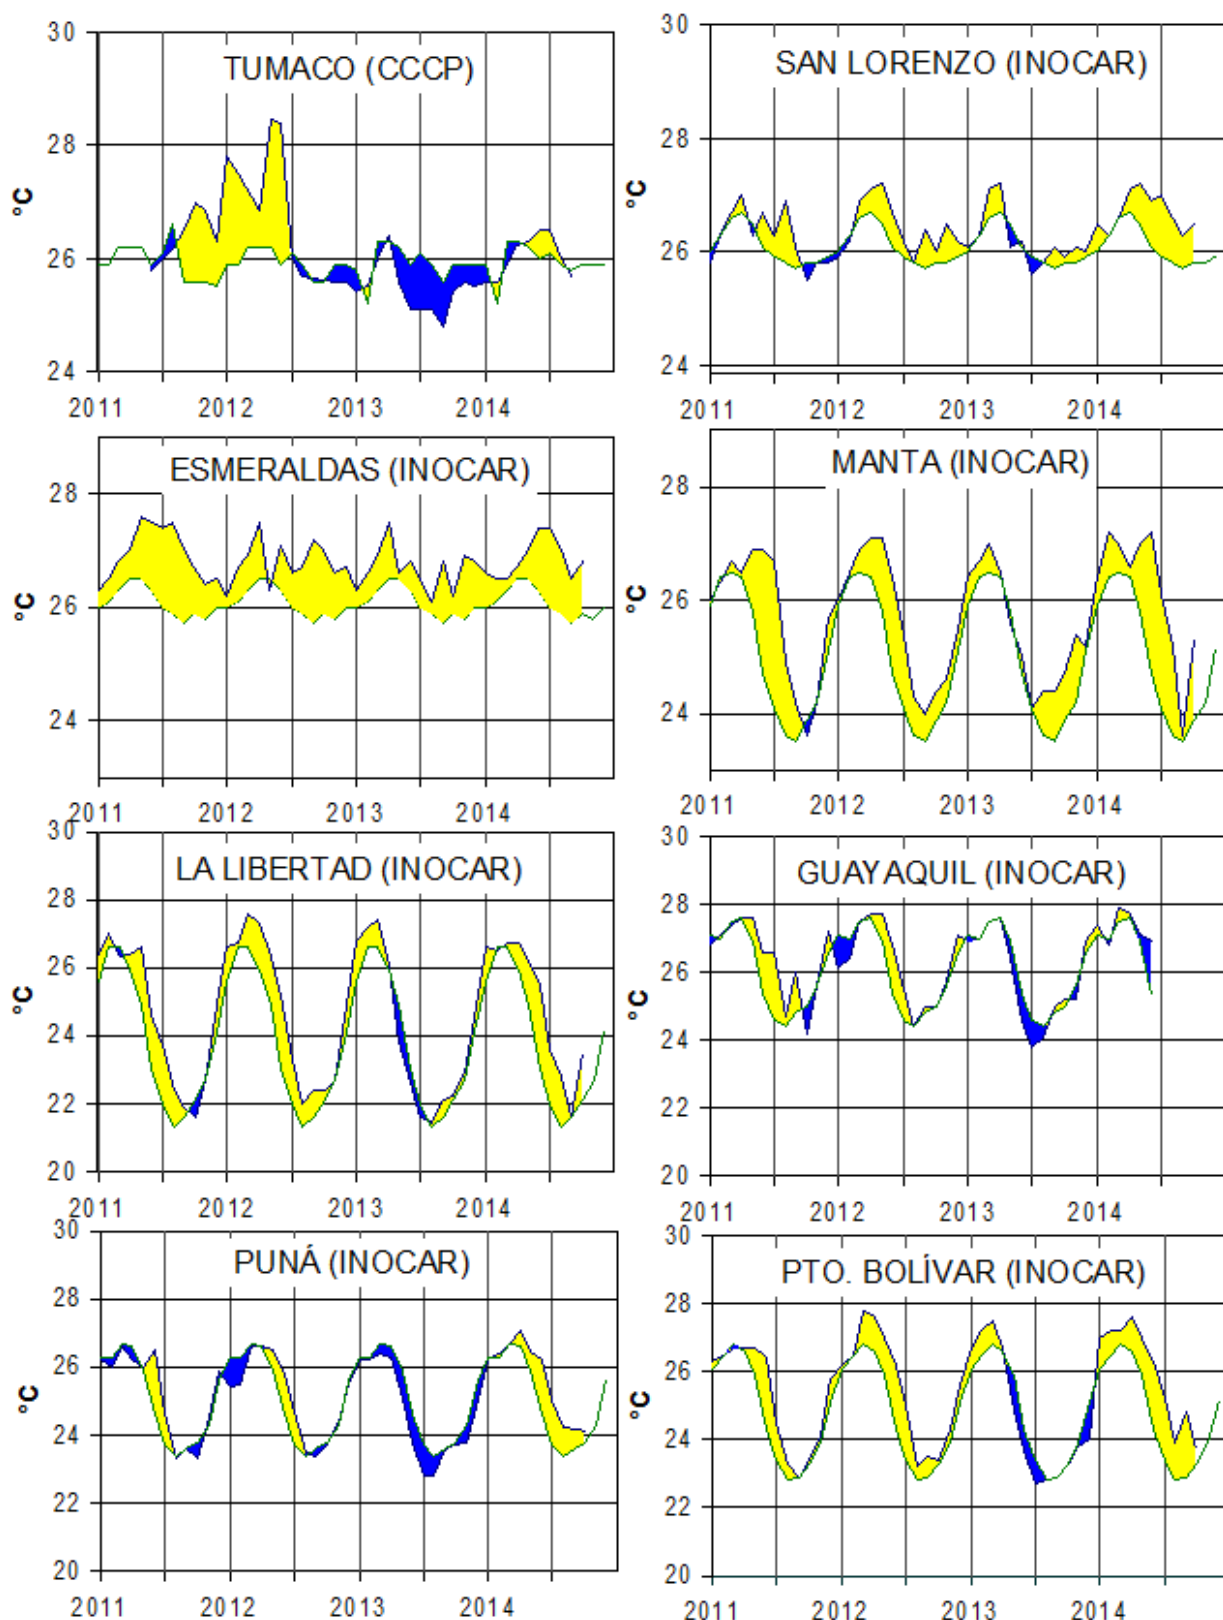 30
TUMACO (CCCP)
28
°C
26
24
2011 2012 2013 2014
30
SAN LORENZO (INOCAR)
28
°C
26
24
2011 2012 2013 2014
ESMERALDAS (INOCAR)
28
°C
26
24
2011 2012 2013 2014
MANTA (INOCAR)
28
°C
26
24
2011 2012 2013 2014
30
LA LIBERTAD (INOCAR)
28
26
°C
24
22
20
2011 2012 2013 2014
30
GUAYAQUIL (INOCAR)
28
26
°C
24
22
20
2011 2012 2013 2014
30
PUNÁ (INOCAR)
28
26
°C
24
22
20
2011 2012 2013 2014
30
PTO. BOLÍVAR (INOCAR)
28
26
°C
24
22
20
2011 2012 2013 2014